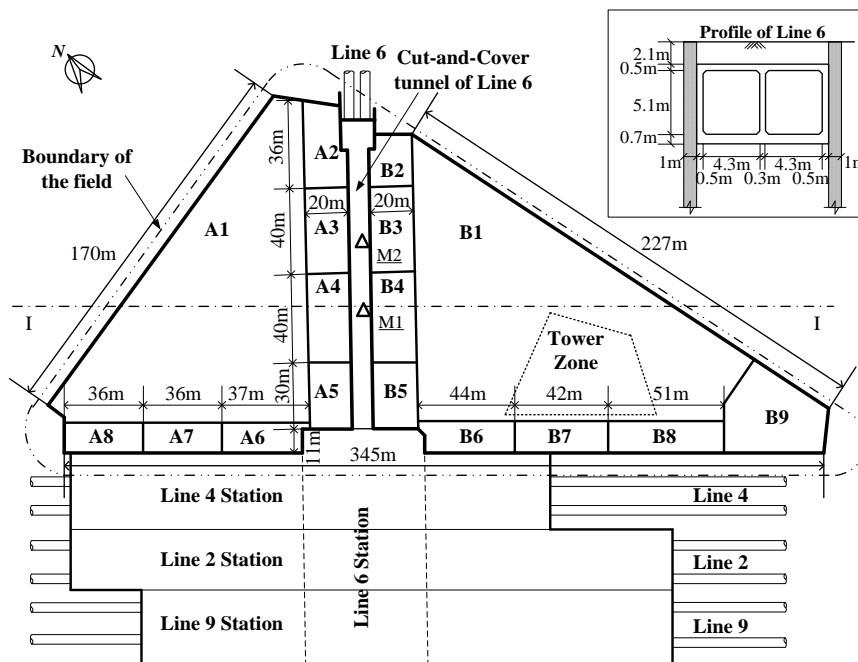 Profile of Line 6
2.1m
0.5m
5.1m
0.7m
1m
4.3m
4.3m
1m
0.5m
0.3m
0.5m
N
Line 6
Cut-and-Cover
tunnel of Line 6
Boundary of
the field
170m
227m
36m
40m
40m
30m
11m
20m
20m
A1
A2
A3
A4
A5
B1
B2
B3
M2
B4
M1
B5
I
I
Tower
Zone
36m
36m
37m
44m
42m
51m
A8
A7
A6
B6
B7
B8
B9
345m
Line 4 Station
Line 4
Line 2 Station
Line 2
Line 9 Station
Line 9
Line 6 Station